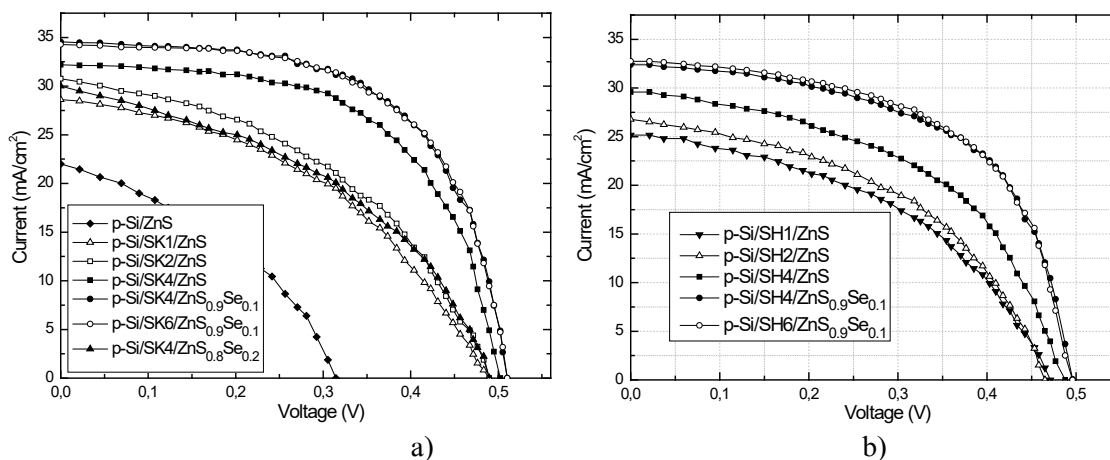 35
30
25
20
15
10
5
0
Current (mA/cm²)
0,0 0,1 0,2 0,3 0,4 0,5
Voltage (V)
p-Si/ZnS
p-Si/SK1/ZnS
p-Si/SK2/ZnS
p-Si/SK4/ZnS
p-Si/SK4/ZnS₀.₉Se₀.₁
p-Si/SK6/ZnS₀.₉Se₀.₁
p-Si/SK4/ZnS₀.₈Se₀.₂
a)
35
30
25
20
15
10
5
0
Current (mA/cm²)
0,0 0,1 0,2 0,3 0,4 0,5
Voltage (V)
p-Si/SH1/ZnS
p-Si/SH2/ZnS
p-Si/SH4/ZnS
p-Si/SH4/ZnS₀.₉Se₀.₁
p-Si/SH6/ZnS₀.₉Se₀.₁
b)